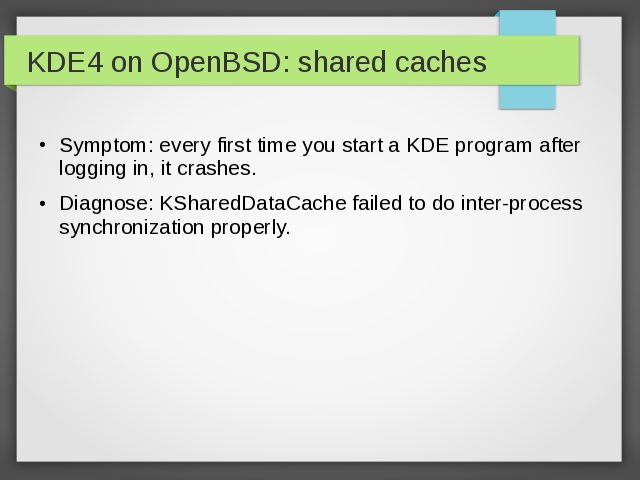 KDE4 on OpenBSD: shared caches
• Symptom: every first time you start a KDE program after
logging in, it crashes.
• Diagnose: KSharedDataCache failed to do inter-process
synchronization properly.